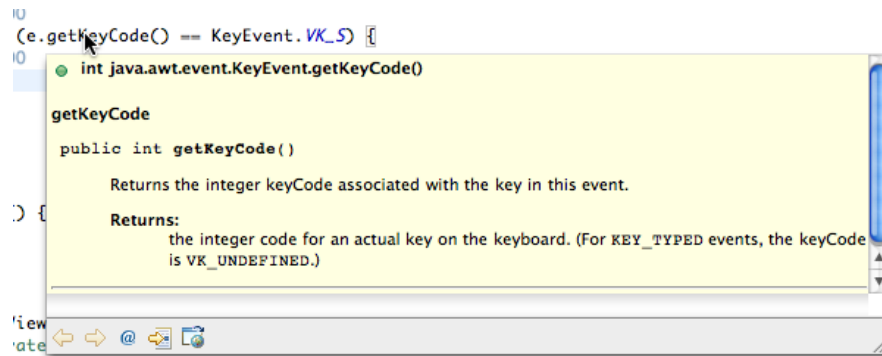 (e.getKeyCode() == KeyEvent.VK_S) {
int java.awt.event.KeyEvent.getKeyCode()
getKeyCode
public int getKeyCode()
Returns the integer keyCode associated with the key in this event.
) {
Returns:
the integer code for an actual key on the keyboard. (For KEY_TYPED events, the keyCode
is VK_UNDEFINED.)
iew
ate
@